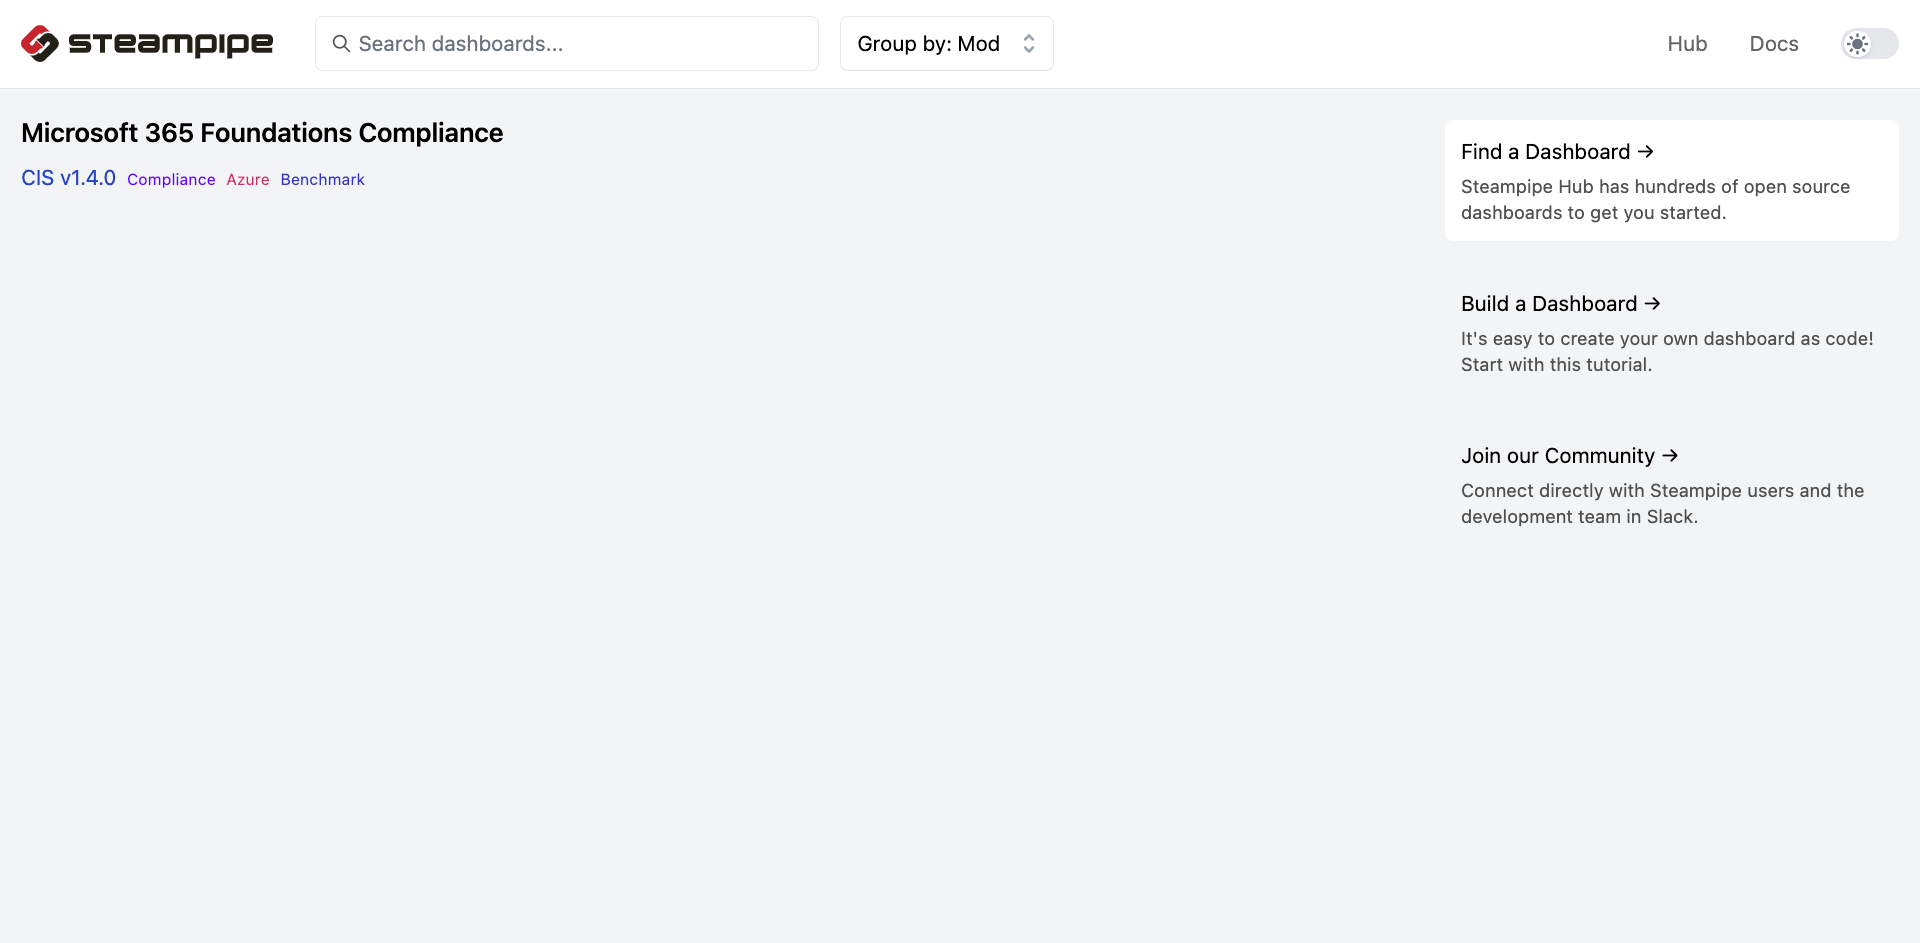 steampipe
Search dashboards...
Group by: Mod
Hub
Docs
Microsoft 365 Foundations Compliance
CIS v1.4.0 Compliance Azure Benchmark
Find a Dashboard →
Steampipe Hub has hundreds of open source
dashboards to get you started.
Build a Dashboard →
It's easy to create your own dashboard as code!
Start with this tutorial.
Join our Community →
Connect directly with Steampipe users and the
development team in Slack.